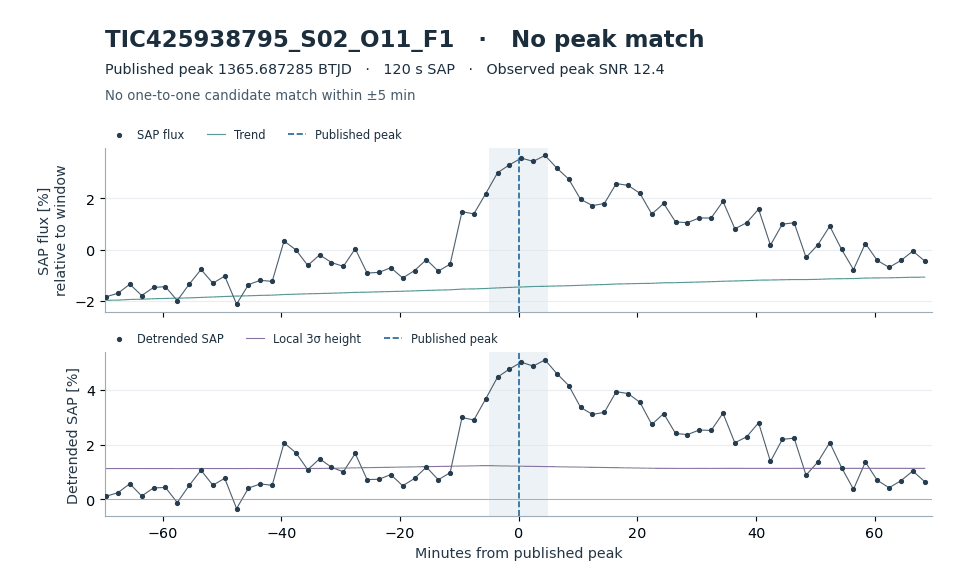 TIC425938795_S02_O11_F1 · No peak match
Published peak 1365.687285 BTJD · 120 s SAP · Observed peak SNR 12.4
No one-to-one candidate match within ±5 min
SAP flux Trend Published peak
SAP flux [%]
relative to window
2
0
−2
Detrended SAP Local 3σ height Published peak
Detrended SAP [%]
4
2
0
−60 −40 −20 0 20 40 60
Minutes from published peak